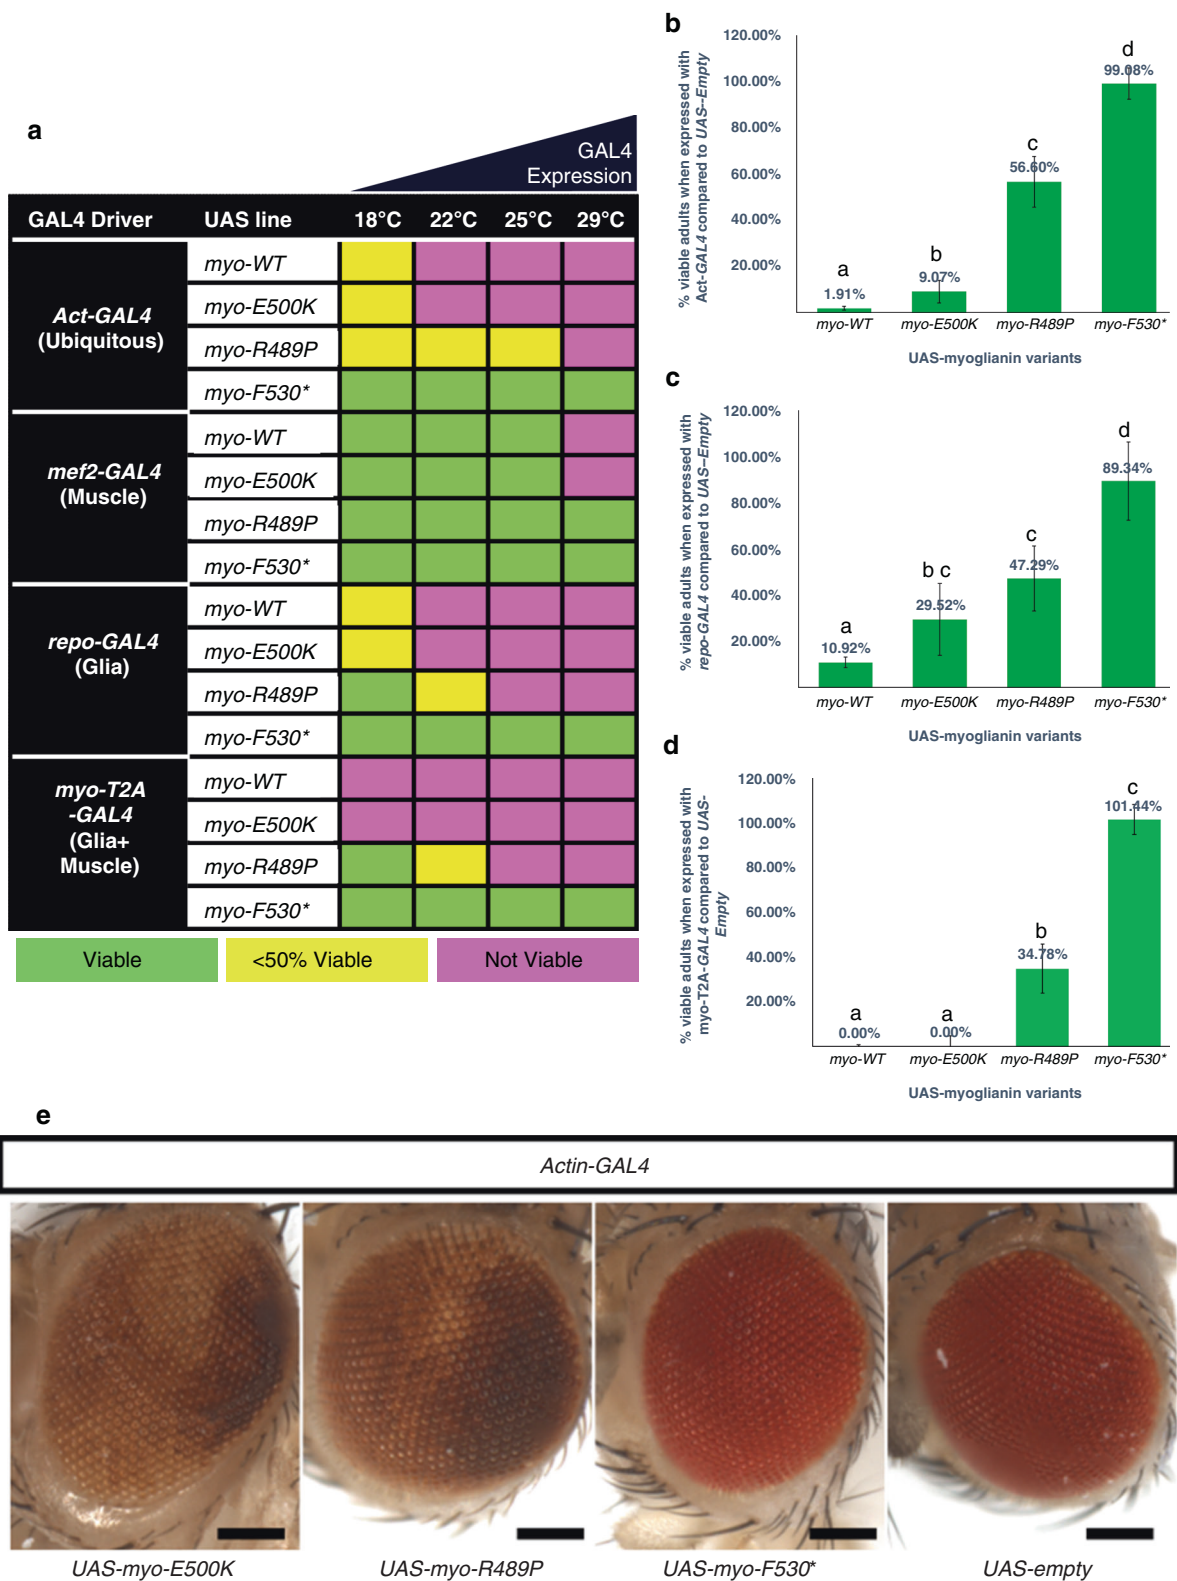 a
GAL4
Expression
GAL4 Driver UAS line 18°C 22°C 25°C 29°C
Act-GAL4
(Ubiquitous)
myo-WT
myo-E500K
myo-R489P
myo-F530*
mef2-GAL4
(Muscle)
myo-WT
myo-E500K
myo-R489P
myo-F530*
repo-GAL4
(Glia)
myo-WT
myo-E500K
myo-R489P
myo-F530*
myo-T2A
-GAL4
(Glia+
Muscle)
myo-WT
myo-E500K
myo-R489P
myo-F530*
Viable <50% Viable Not Viable
b
% viable adults when expressed with
Act-GAL4 compared to UAS--Empty
120.00%
100.00%
80.00%
60.00%
40.00%
20.00%
a
1.91%
b
9.07%
c
56.60%
d
99.08%
myo-WT myo-E500K myo-R489P myo-F530*
UAS-myoglianin variants
c
% viable adults when expressed with
repo-GAL4 compared to UAS–Empty
120.00%
100.00%
80.00%
60.00%
40.00%
20.00%
a
10.92%
b c
29.52%
c
47.29%
d
89.34%
myo-WT myo-E500K myo-R489P myo-F530*
UAS-myoglianin variants
d
% viable adults when expressed with
myo-T2A-GAL4 compared to UAS-
Empty
120.00%
100.00%
80.00%
60.00%
40.00%
20.00%
a
0.00%
a
0.00%
b
34.78%
c
101.44%
myo-WT myo-E500K myo-R489P myo-F530*
UAS-myoglianin variants
e
Actin-GAL4
UAS-myo-E500K UAS-myo-R489P UAS-myo-F530* UAS-empty